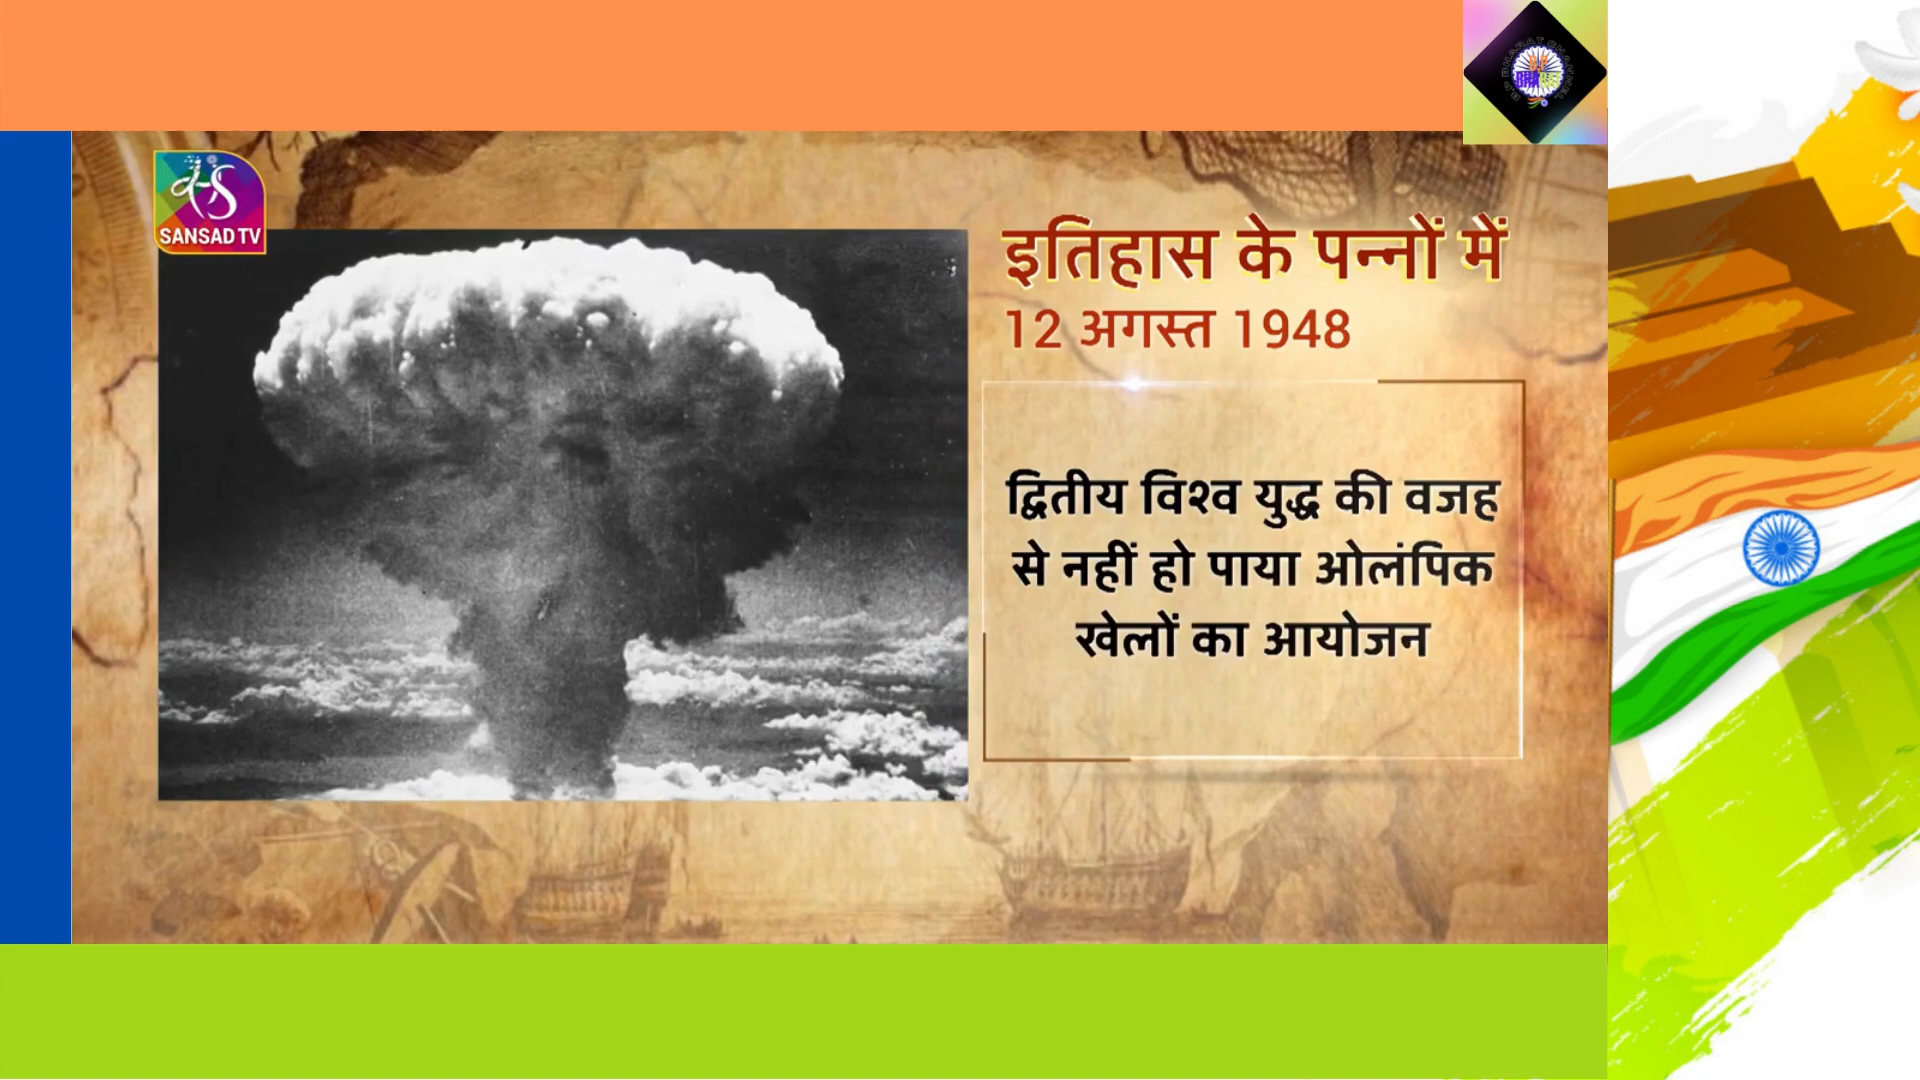 SANSAD TV
इतिहास के पन्नों में
12 अगस्त 1948
द्वितीय विश्व युद्ध की वजह
से नहीं हो पाया ओलंपिक
खेलों का आयोजन